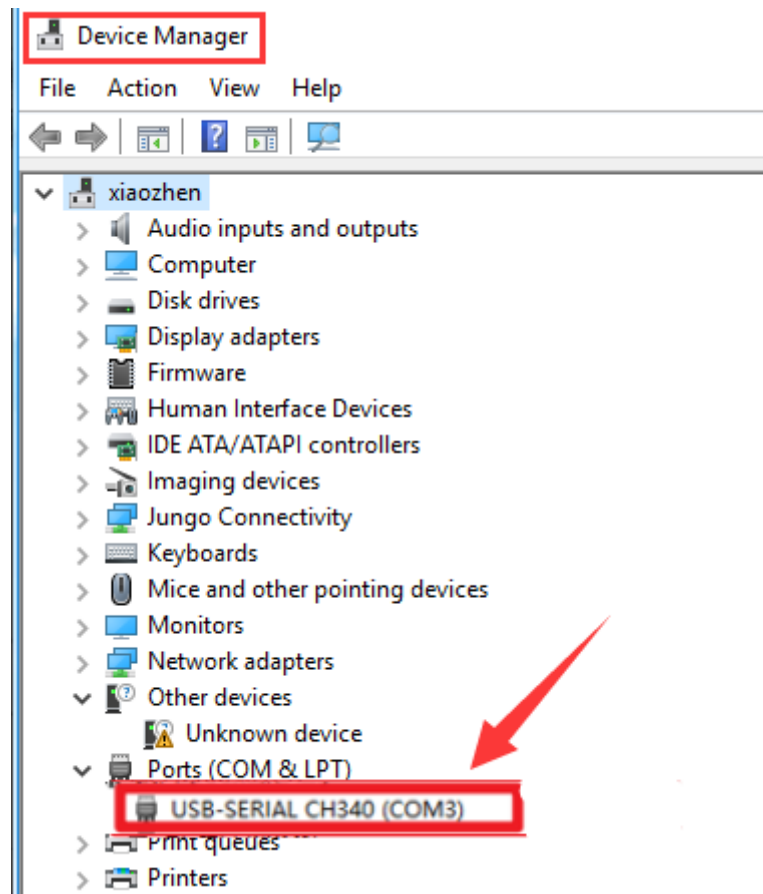 Device Manager
File Action View Help
xiaozhen
Audio inputs and outputs
Computer
Disk drives
Display adapters
Firmware
Human Interface Devices
IDE ATA/ATAPI controllers
Imaging devices
Jungo Connectivity
Keyboards
Mice and other pointing devices
Monitors
Network adapters
Other devices
Unknown device
Ports (COM & LPT)
USB-SERIAL CH340 (COM3)
Print queues
Printers